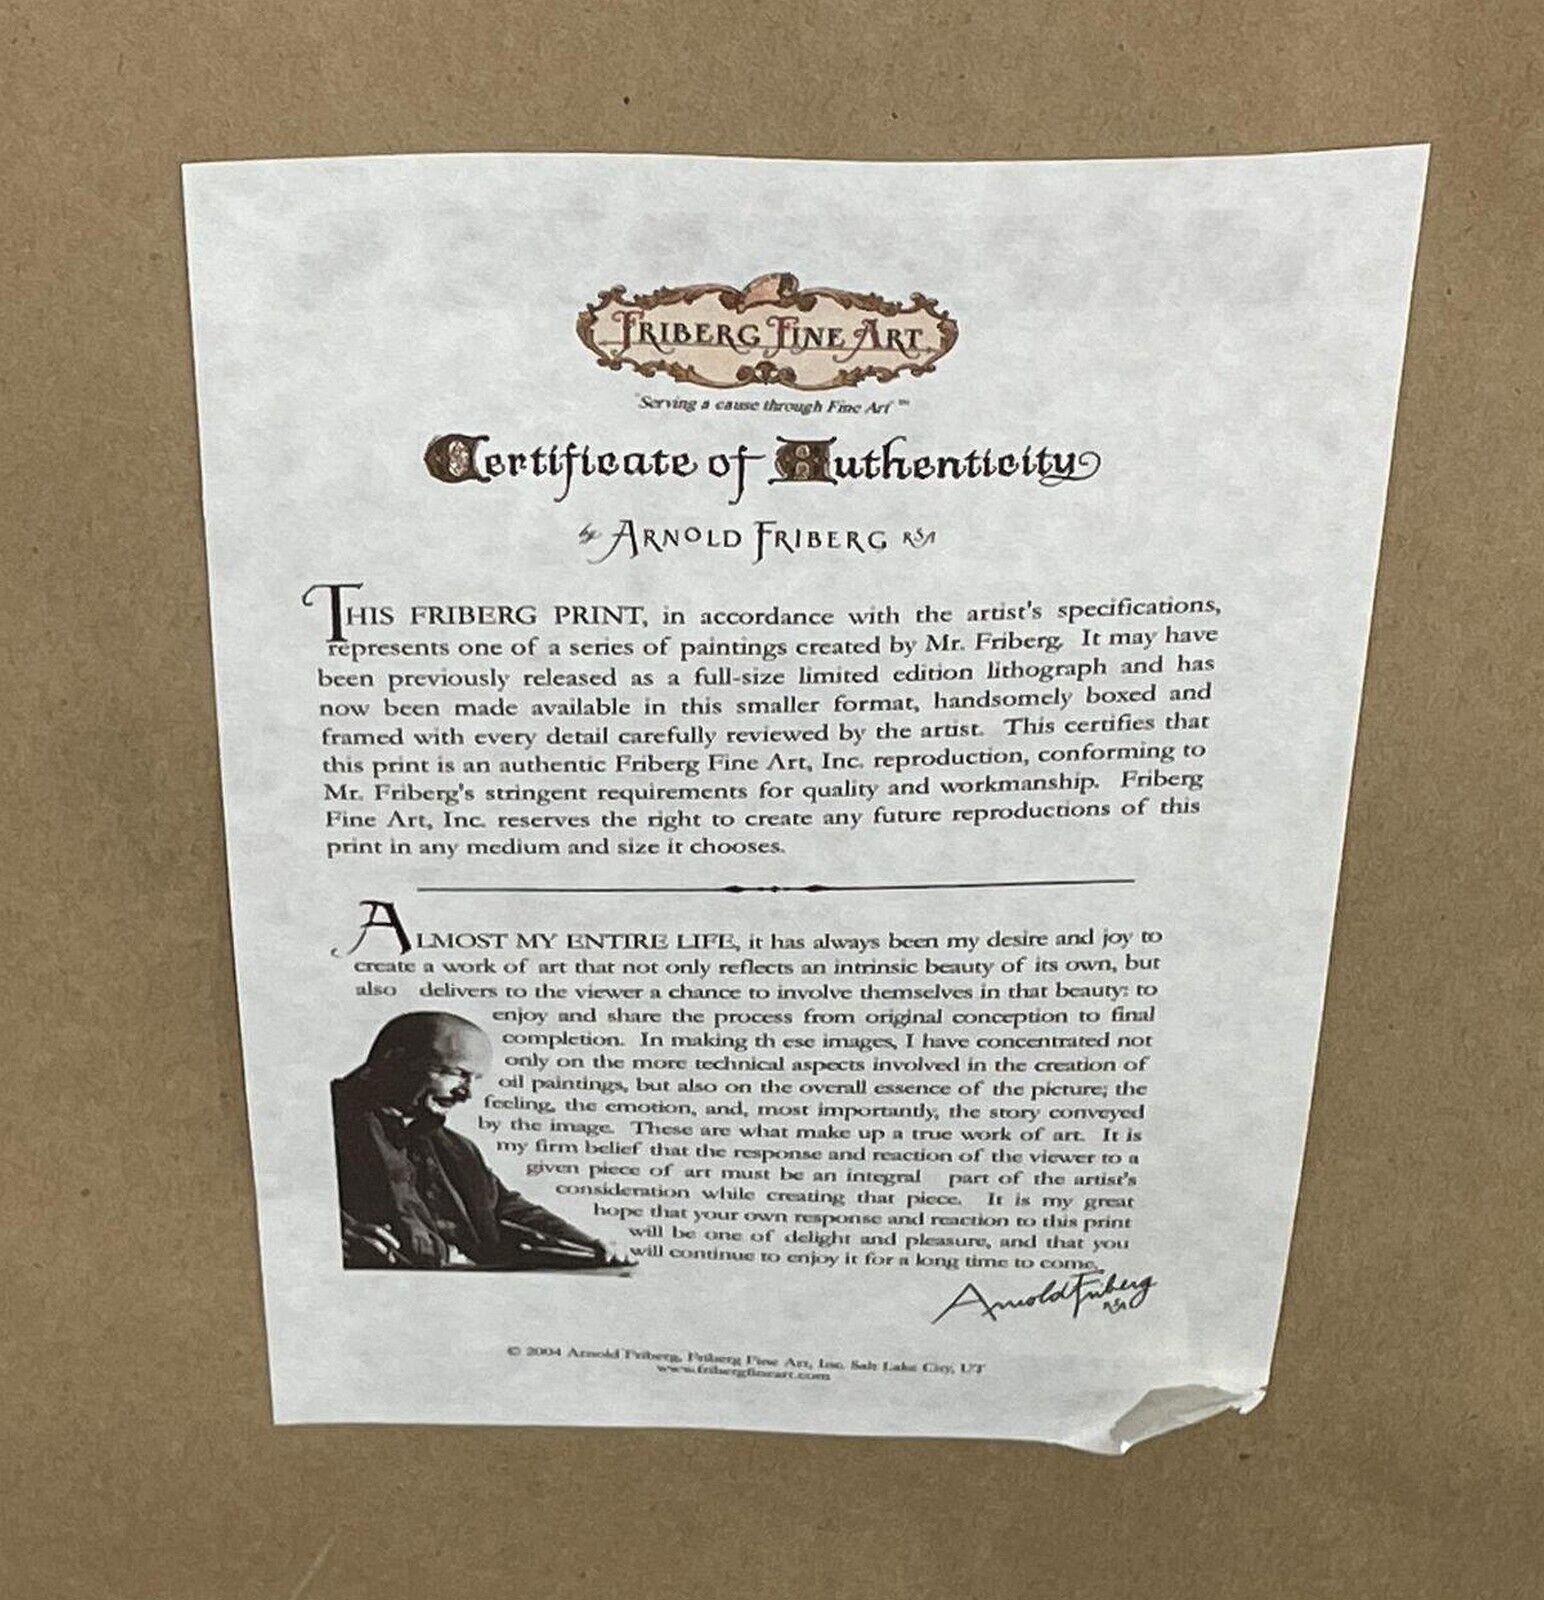 FRIBERG FINE ART
"Serving a cause through Fine Art" ™
Certificate of Authenticity
by ARNOLD FRIBERG RSA
THIS FRIBERG PRINT, in accordance with the artist's specifications,
represents one of a series of paintings created by Mr. Friberg. It may have
been previously released as a full-size limited edition lithograph and has
now been made available in this smaller format, handsomely boxed and
framed with every detail carefully reviewed by the artist. This certifies that
this print is an authentic Friberg Fine Art, Inc. reproduction, conforming to
Mr. Friberg's stringent requirements for quality and workmanship. Friberg
Fine Art, Inc. reserves the right to create any future reproductions of this
print in any medium and size it chooses.
ALMOST MY ENTIRE LIFE, it has always been my desire and joy to
create a work of art that not only reflects an intrinsic beauty of its own, but
also delivers to the viewer a chance to involve themselves in that beauty: to
enjoy and share the process from original conception to final
completion. In making th ese images, I have concentrated not
only on the more technical aspects involved in the creation of
oil paintings, but also on the overall essence of the picture; the
feeling, the emotion, and, most importantly, the story conveyed
by the image. These are what make up a true work of art. It is
my firm belief that the response and reaction of the viewer to a
given piece of art must be an integral part of the artist's
consideration while creating that piece. It is my great
hope that your own response and reaction to this print
will be one of delight and pleasure, and that you
will continue to enjoy it for a long time to come.
Arnold Friberg
RSA
© 2004 Arnold Friberg, Friberg Fine Art, Inc. Salt Lake City, UT
www.fribergfineart.com